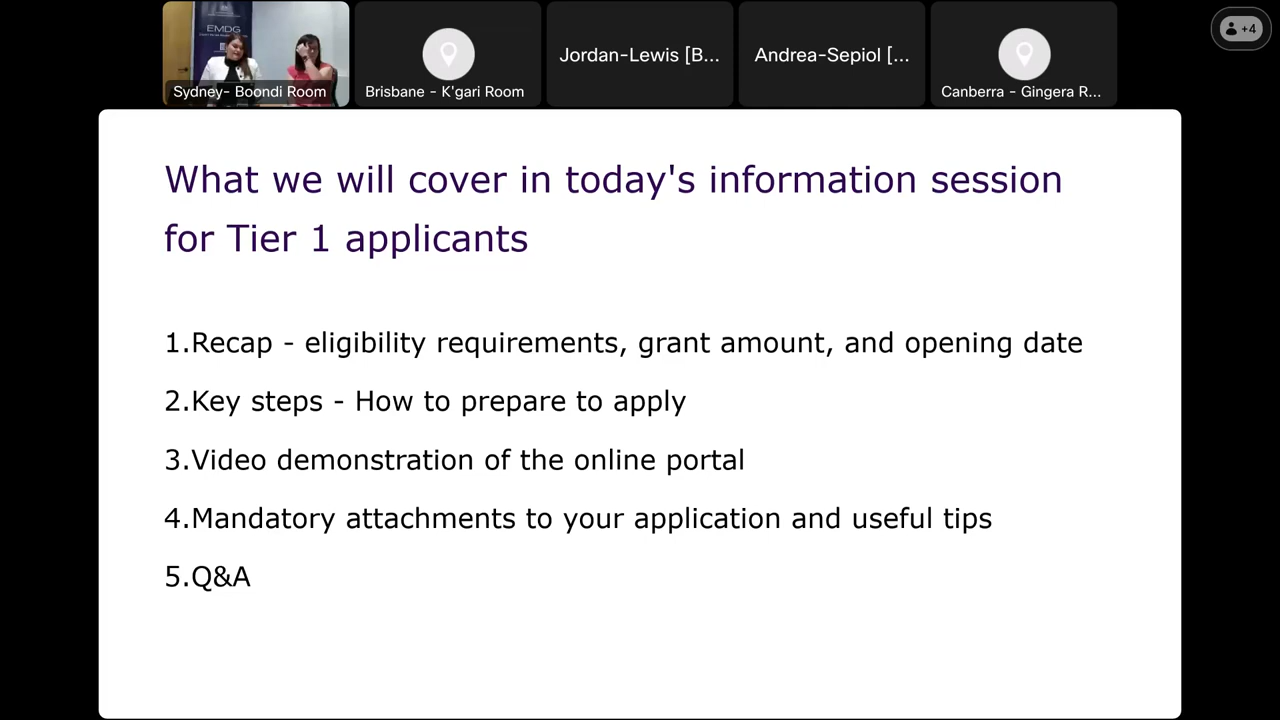 EMDG
Sydney- Boondi Room
Brisbane - K'gari Room
Jordan-Lewis [B...
Andrea-Sepiol [...
Canberra - Gingera R...
+4
What we will cover in today's information session
for Tier 1 applicants
1.Recap - eligibility requirements, grant amount, and opening date
2.Key steps - How to prepare to apply
3.Video demonstration of the online portal
4.Mandatory attachments to your application and useful tips
5.Q&A